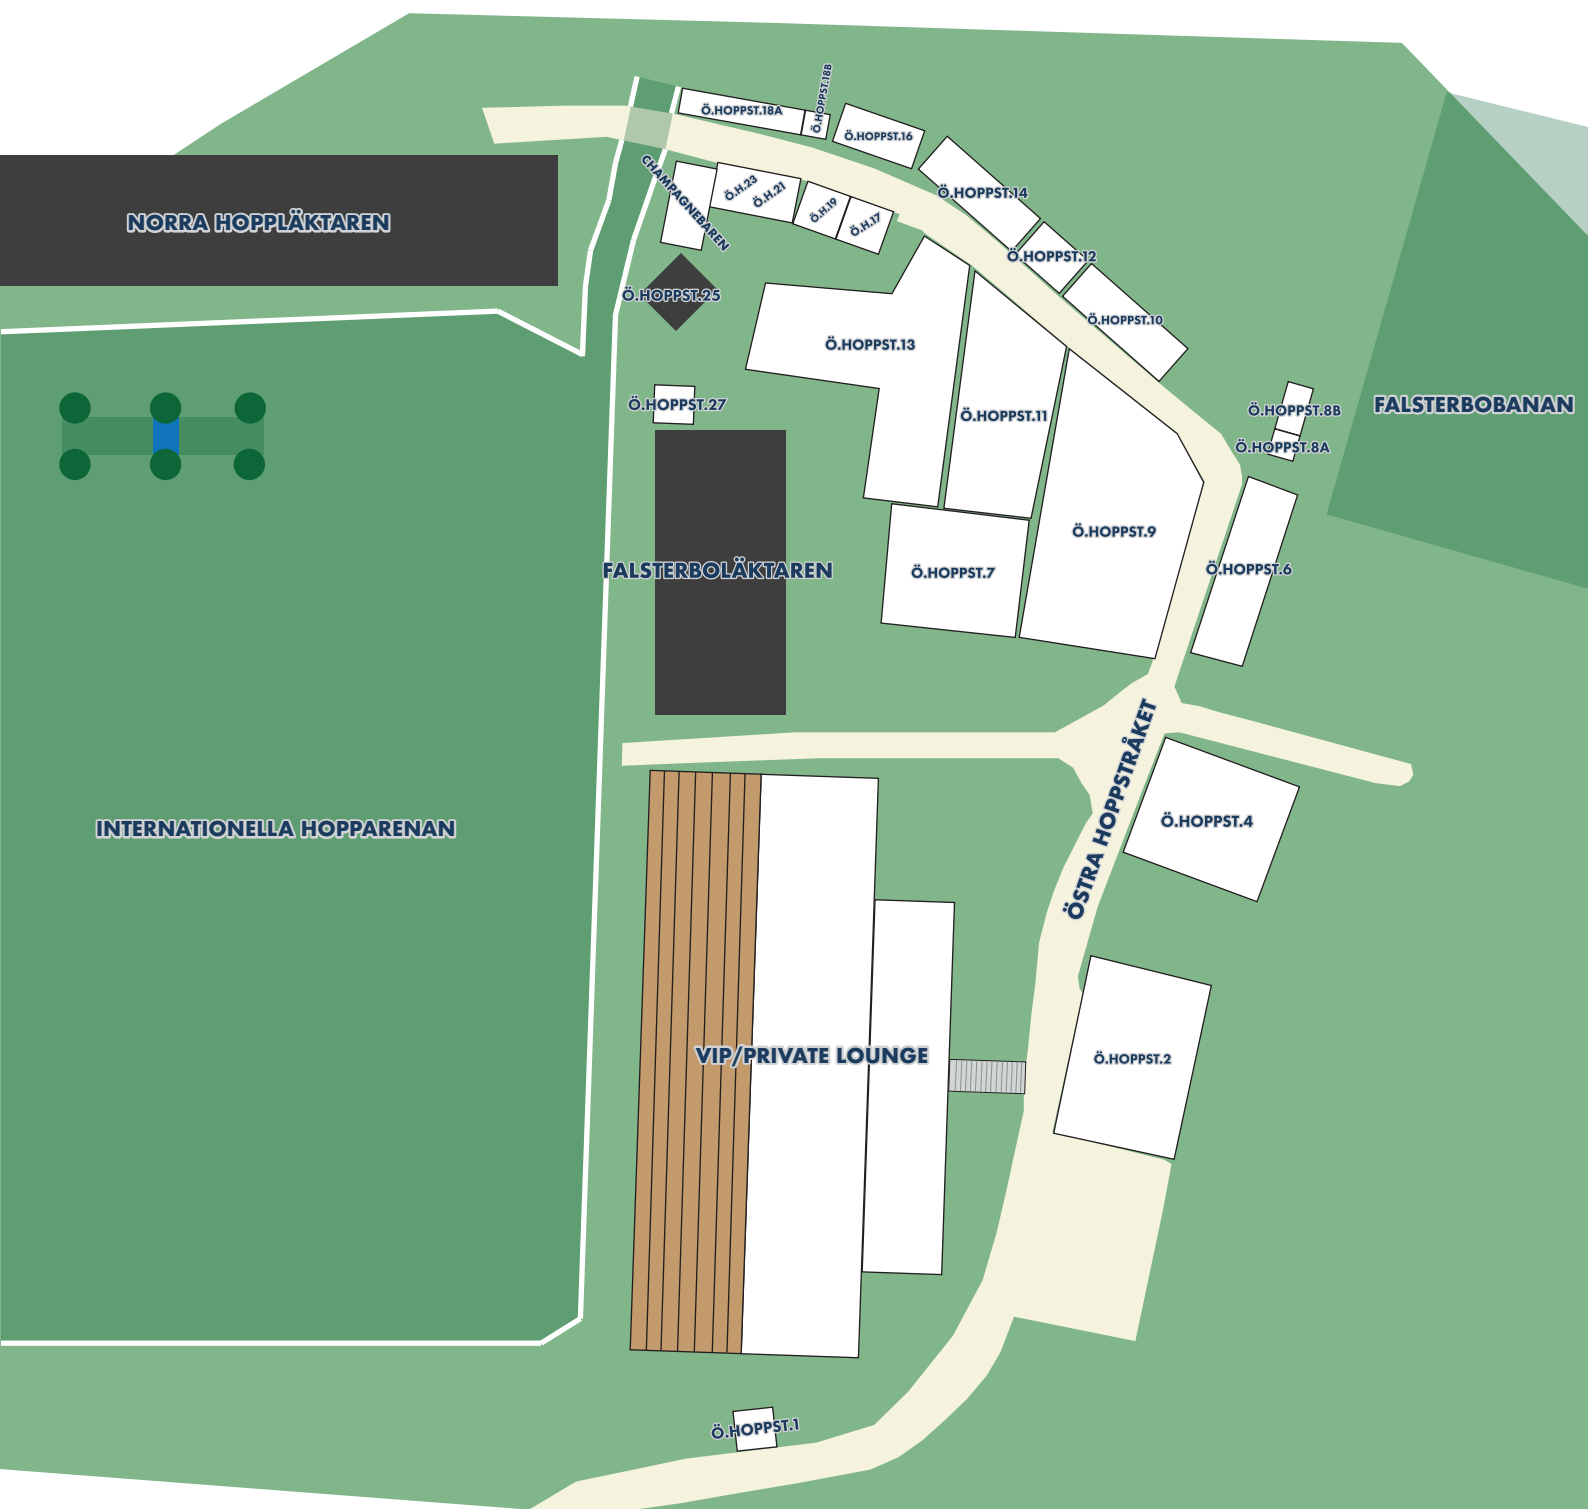 Ö.HOPPST.18A
Ö.HOPPST.18B
Ö.HOPPST.16
Ö.HOPPST.14
CHAMPAGNEBAREN
Ö.H.23
Ö.H.21
Ö.H.19
Ö.H.17
NORRA HOPPLÄKTAREN
Ö.HOPPST.12
Ö.HOPPST.25
Ö.HOPPST.10
Ö.HOPPST.13
Ö.HOPPST.27
Ö.HOPPST.11
Ö.HOPPST.8B
FALSTERBOBANAN
Ö.HOPPST.8A
Ö.HOPPST.9
FALSTERBOLÄKTAREN
Ö.HOPPST.7
Ö.HOPPST.6
ÖSTRA HOPPSTRÅKET
Ö.HOPPST.4
INTERNATIONELLA HOPPARENAN
VIP/PRIVATE LOUNGE
Ö.HOPPST.2
Ö.HOPPST.1